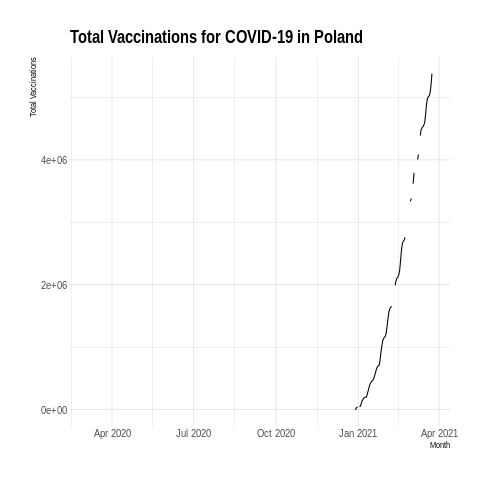 Total Vaccinations for COVID-19 in Poland
Total Vaccinations
4e+06
2e+06
0e+00
Apr 2020 Jul 2020 Oct 2020 Jan 2021 Apr 2021
Month